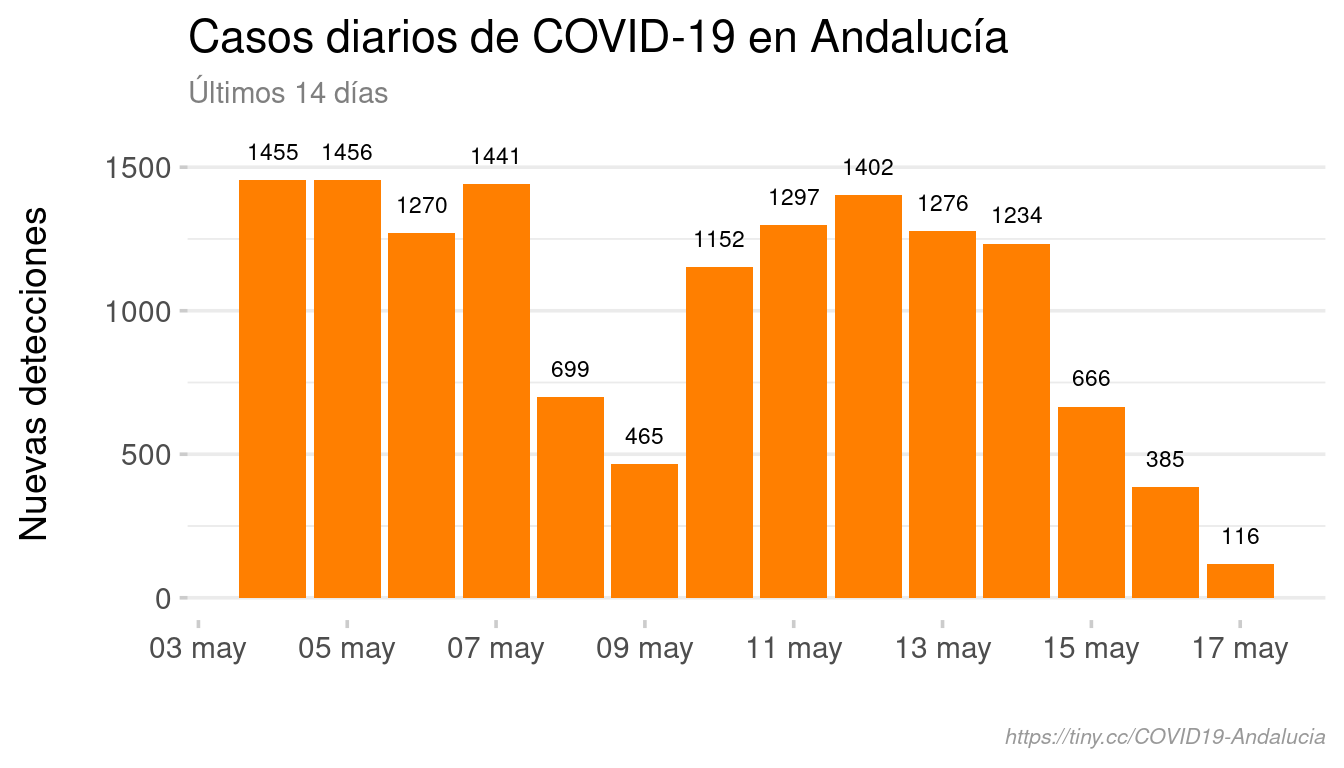 Casos diarios de COVID-19 en Andalucía
Últimos 14 días
Nuevas detecciones
1500
1000
500
0
1455
1456
1270
1441
699
465
1152
1297
1402
1276
1234
666
385
116
03 may
05 may
07 may
09 may
11 may
13 may
15 may
17 may
https://tiny.cc/COVID19-Andalucia